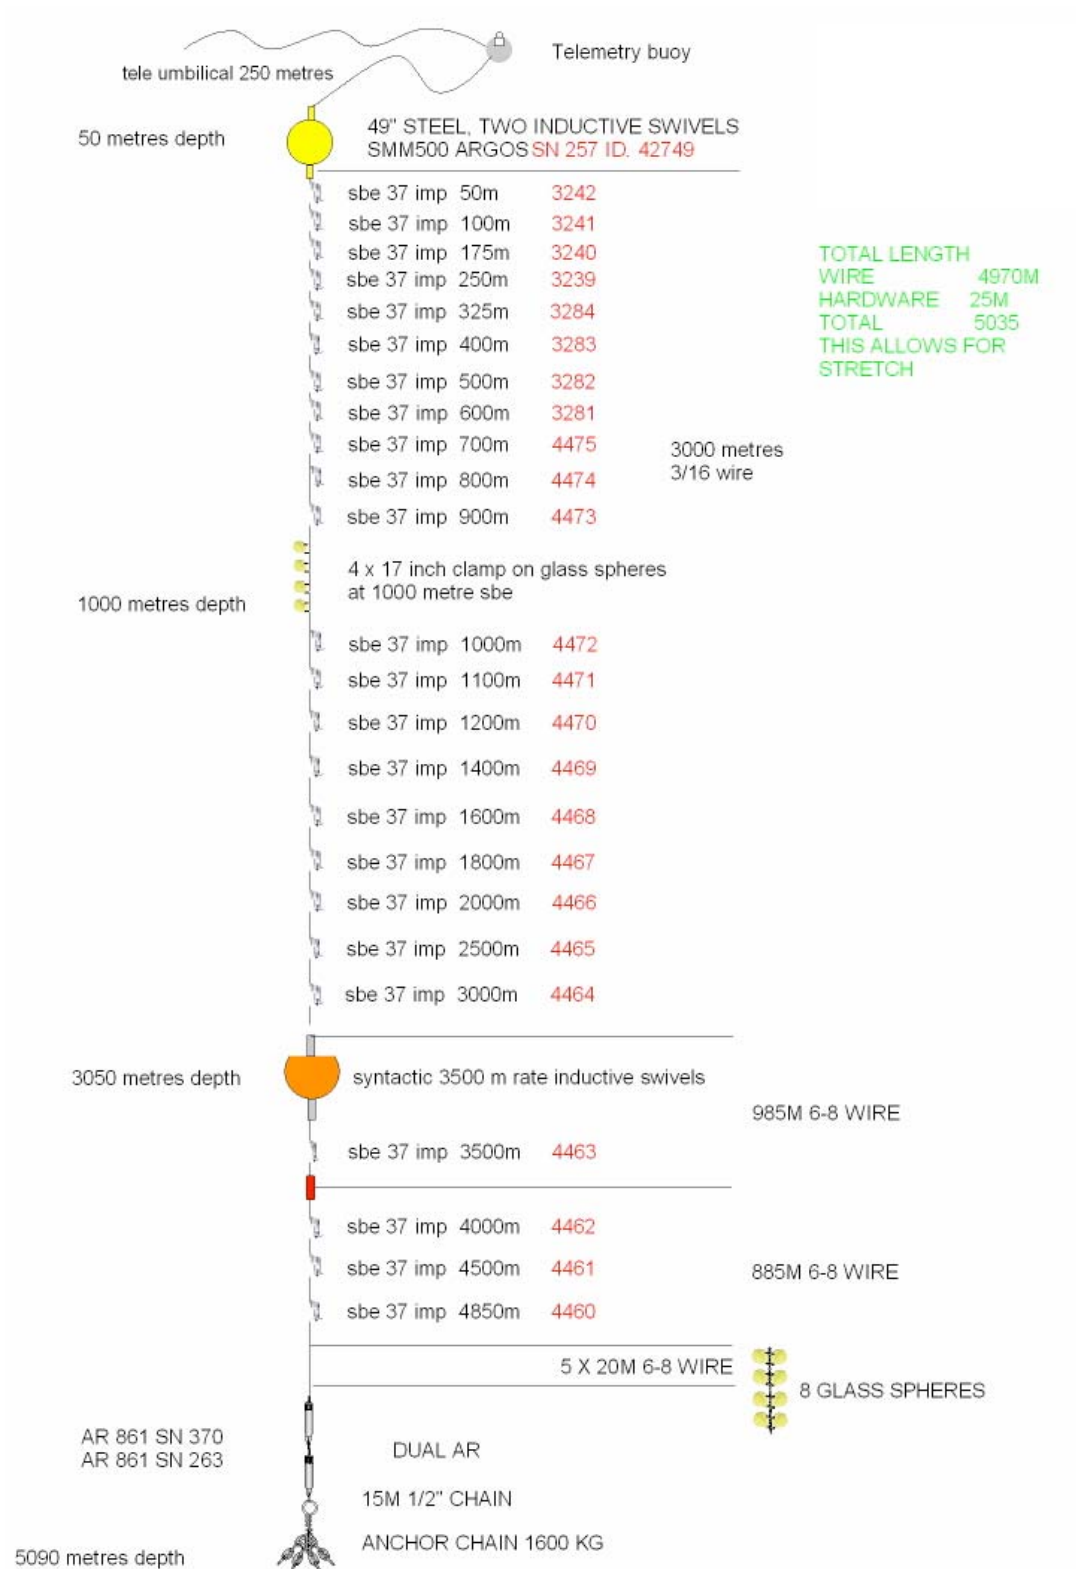 Telemetry buoy
tele umbilical 250 metres
50 metres depth
49" STEEL, TWO INDUCTIVE SWIVELS
SMM500 ARGOS SN 257 ID. 42749
sbe 37 imp 50m 3242
sbe 37 imp 100m 3241
sbe 37 imp 175m 3240
sbe 37 imp 250m 3239
sbe 37 imp 325m 3284
sbe 37 imp 400m 3283
sbe 37 imp 500m 3282
sbe 37 imp 600m 3281
sbe 37 imp 700m 4475
sbe 37 imp 800m 4474
sbe 37 imp 900m 4473
TOTAL LENGTH
WIRE 4970M
HARDWARE 25M
TOTAL 5035
THIS ALLOWS FOR
STRETCH
3000 metres
3/16 wire
4 x 17 inch clamp on glass spheres
at 1000 metre sbe
1000 metres depth
sbe 37 imp 1000m 4472
sbe 37 imp 1100m 4471
sbe 37 imp 1200m 4470
sbe 37 imp 1400m 4469
sbe 37 imp 1600m 4468
sbe 37 imp 1800m 4467
sbe 37 imp 2000m 4466
sbe 37 imp 2500m 4465
sbe 37 imp 3000m 4464
3050 metres depth
syntactic 3500 m rate inductive swivels
985M 6-8 WIRE
sbe 37 imp 3500m 4463
sbe 37 imp 4000m 4462
sbe 37 imp 4500m 4461
885M 6-8 WIRE
sbe 37 imp 4850m 4460
5 X 20M 6-8 WIRE
8 GLASS SPHERES
AR 861 SN 370
AR 861 SN 263
DUAL AR
15M 1/2" CHAIN
ANCHOR CHAIN 1600 KG
5090 metres depth